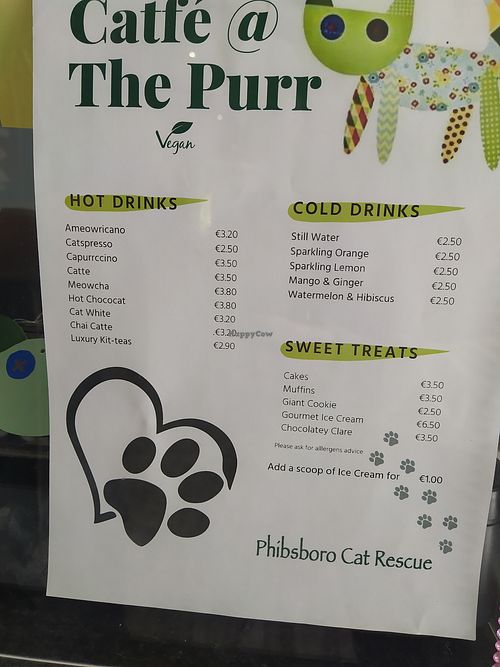 Catfé @
The Purr
Vegan
HOT DRINKS
Ameowricano €3.20
Catspresso €2.50
Capurrccino €3.50
Catte €3.50
Meowcha €3.80
Hot Chococat €3.80
Cat White €3.20
Chai Catte .€3.20
Luxury Kit-teas €2.90
COLD DRINKS
Still Water €2.50
Sparkling Orange €2.50
Sparkling Lemon €2.50
Mango & Ginger €2.50
Watermelon & Hibiscus €2.50
HappyCow
SWEET TREATS
Cakes €3.50
Muffins €3.50
Giant Cookie €2.50
Gourmet Ice Cream €6.50
Chocolatey Clare €3.50
Please ask for alllergens advice
Add a scoop of Ice Cream for €1.00
Phibsboro Cat Rescue